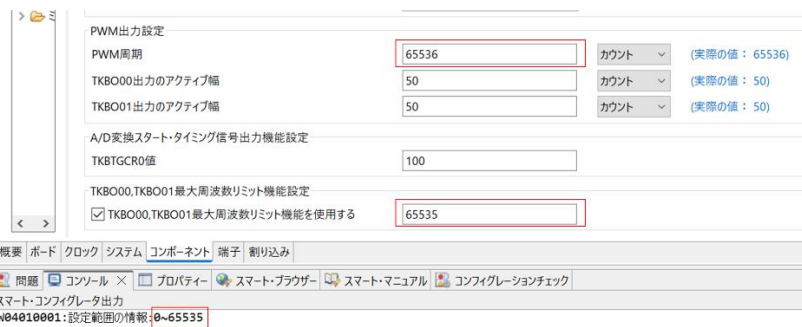 PWM出力設定
PWM周期 65536 カウント (実際の値： 65536)
TKBO00出力のアクティブ幅 50 カウント (実際の値： 50)
TKBO01出力のアクティブ幅 50 カウント (実際の値： 50)
A/D変換スタート・タイミング信号出力機能設定
TKBTGCR0値 100
TKBO00,TKBO01最大周波数リミット機能設定
TKBO00,TKBO01最大周波数リミット機能を使用する 65535
概要 ボード クロック システム コンポーネント 端子 割り込み
問題 コンソール プロパティー スマート・ブラウザー スマート・マニュアル コンフィグレーションチェック
スマート・コンフィグレータ出力
W04010001:設定範囲の情報:0~65535